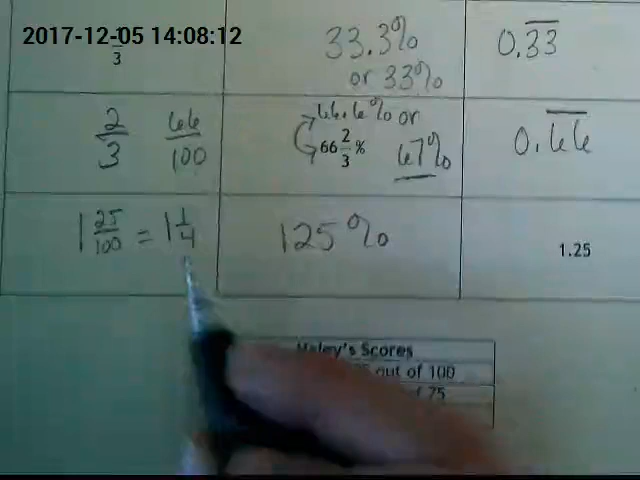 2017-12-05 14:08:12
3
33.3%
or 33%
0.33
2/3 66/100
66.6% or
66 2/3 %
67%
0.66
1 25/100 = 1 1/4
125%
1.25
Haley's Scores
out of 100
75